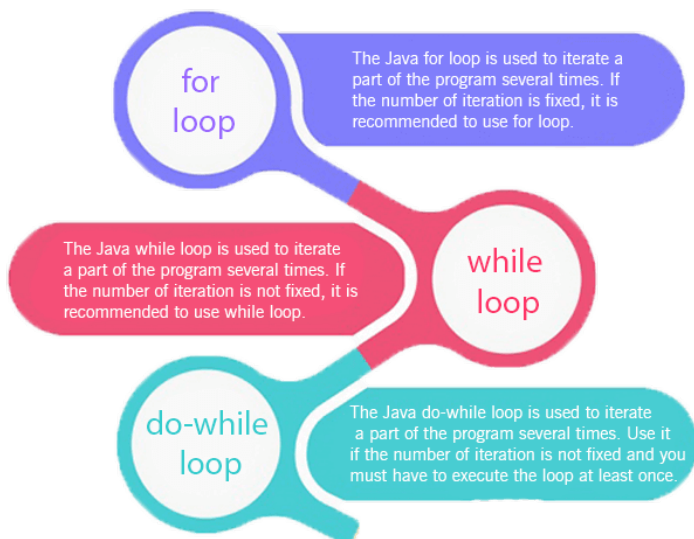 for
loop
The Java for loop is used to iterate a
part of the program several times. If
the number of iteration is fixed, it is
recommended to use for loop.
The Java while loop is used to iterate
a part of the program several times. If
the number of iteration is not fixed, it is
recommended to use while loop.
while
loop
do-while
loop
The Java do-while loop is used to iterate
a part of the program several times. Use it
if the number of iteration is not fixed and you
must have to execute the loop at least once.